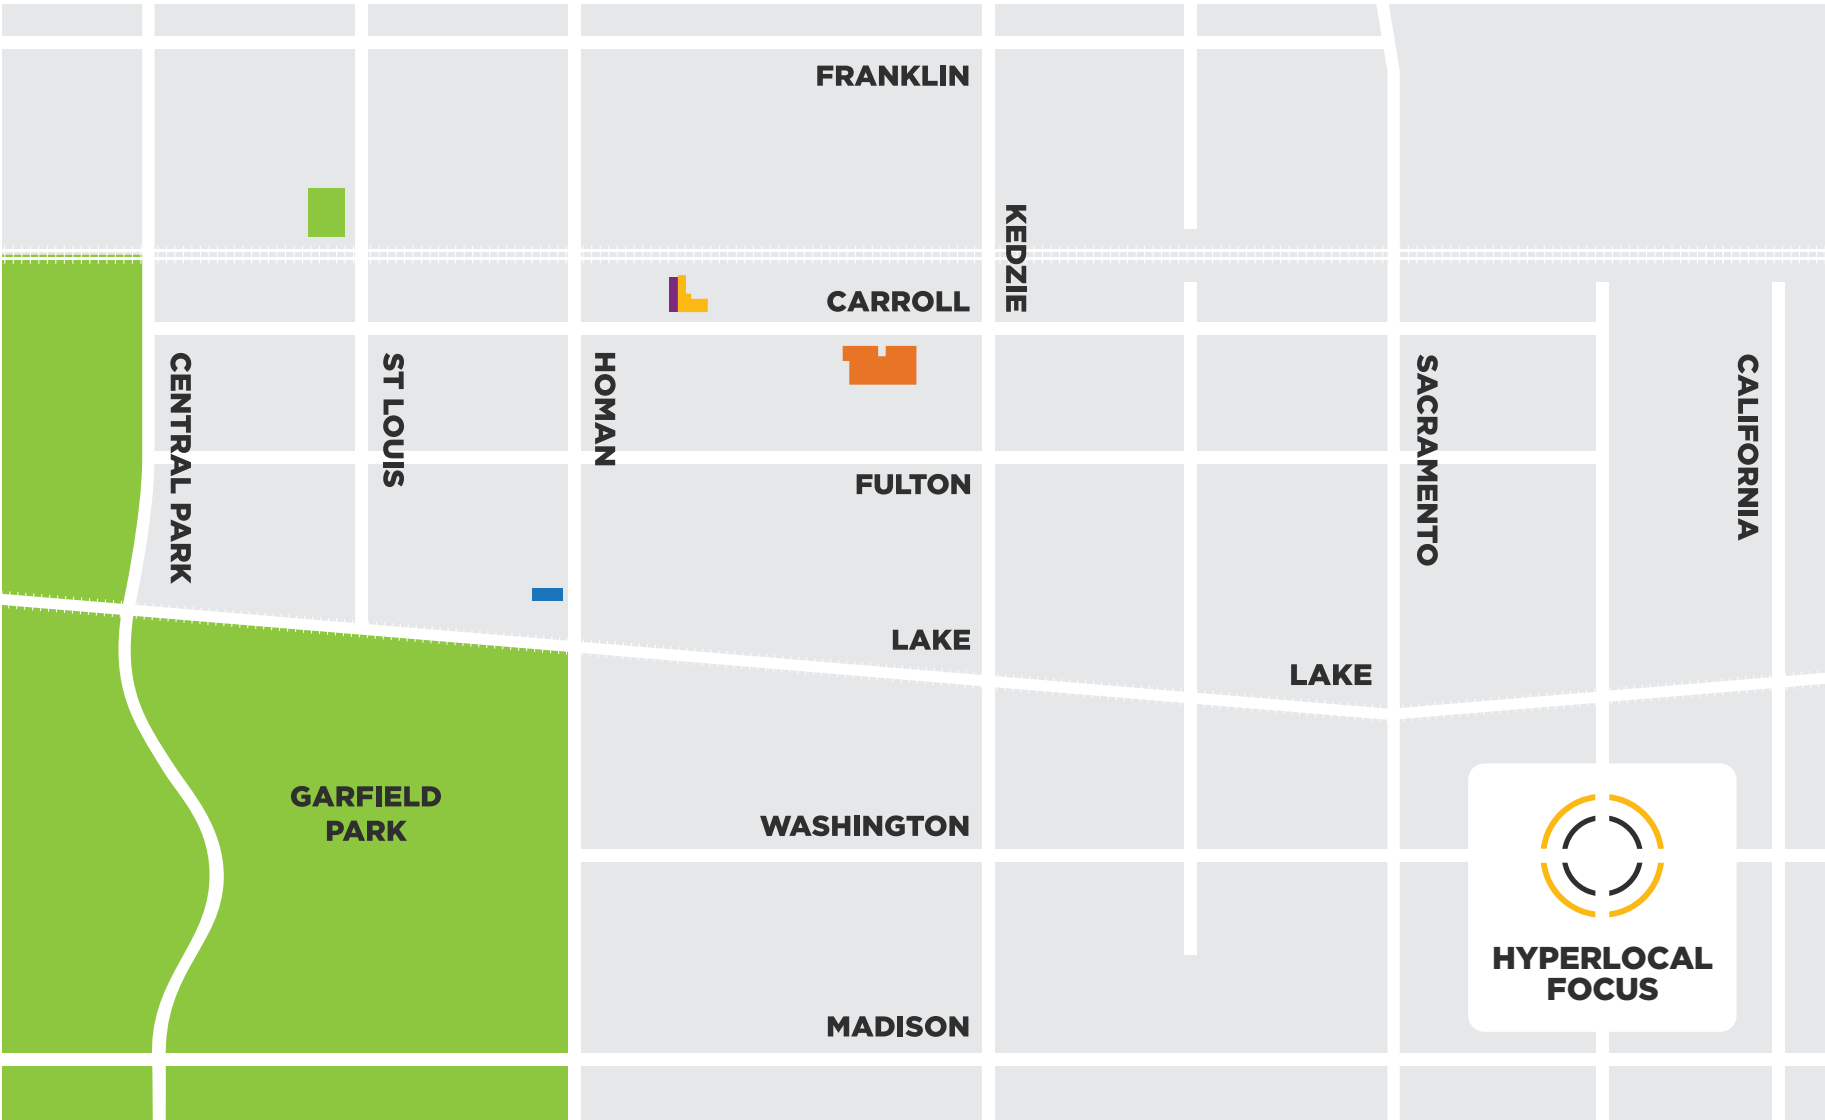 FRANKLIN
KEDZIE
CARROLL
CENTRAL PARK
ST LOUIS
HOMAN
SACRAMENTO
CALIFORNIA
FULTON
LAKE
LAKE
GARFIELD
PARK
WASHINGTON
HYPERLOCAL
FOCUS
MADISON